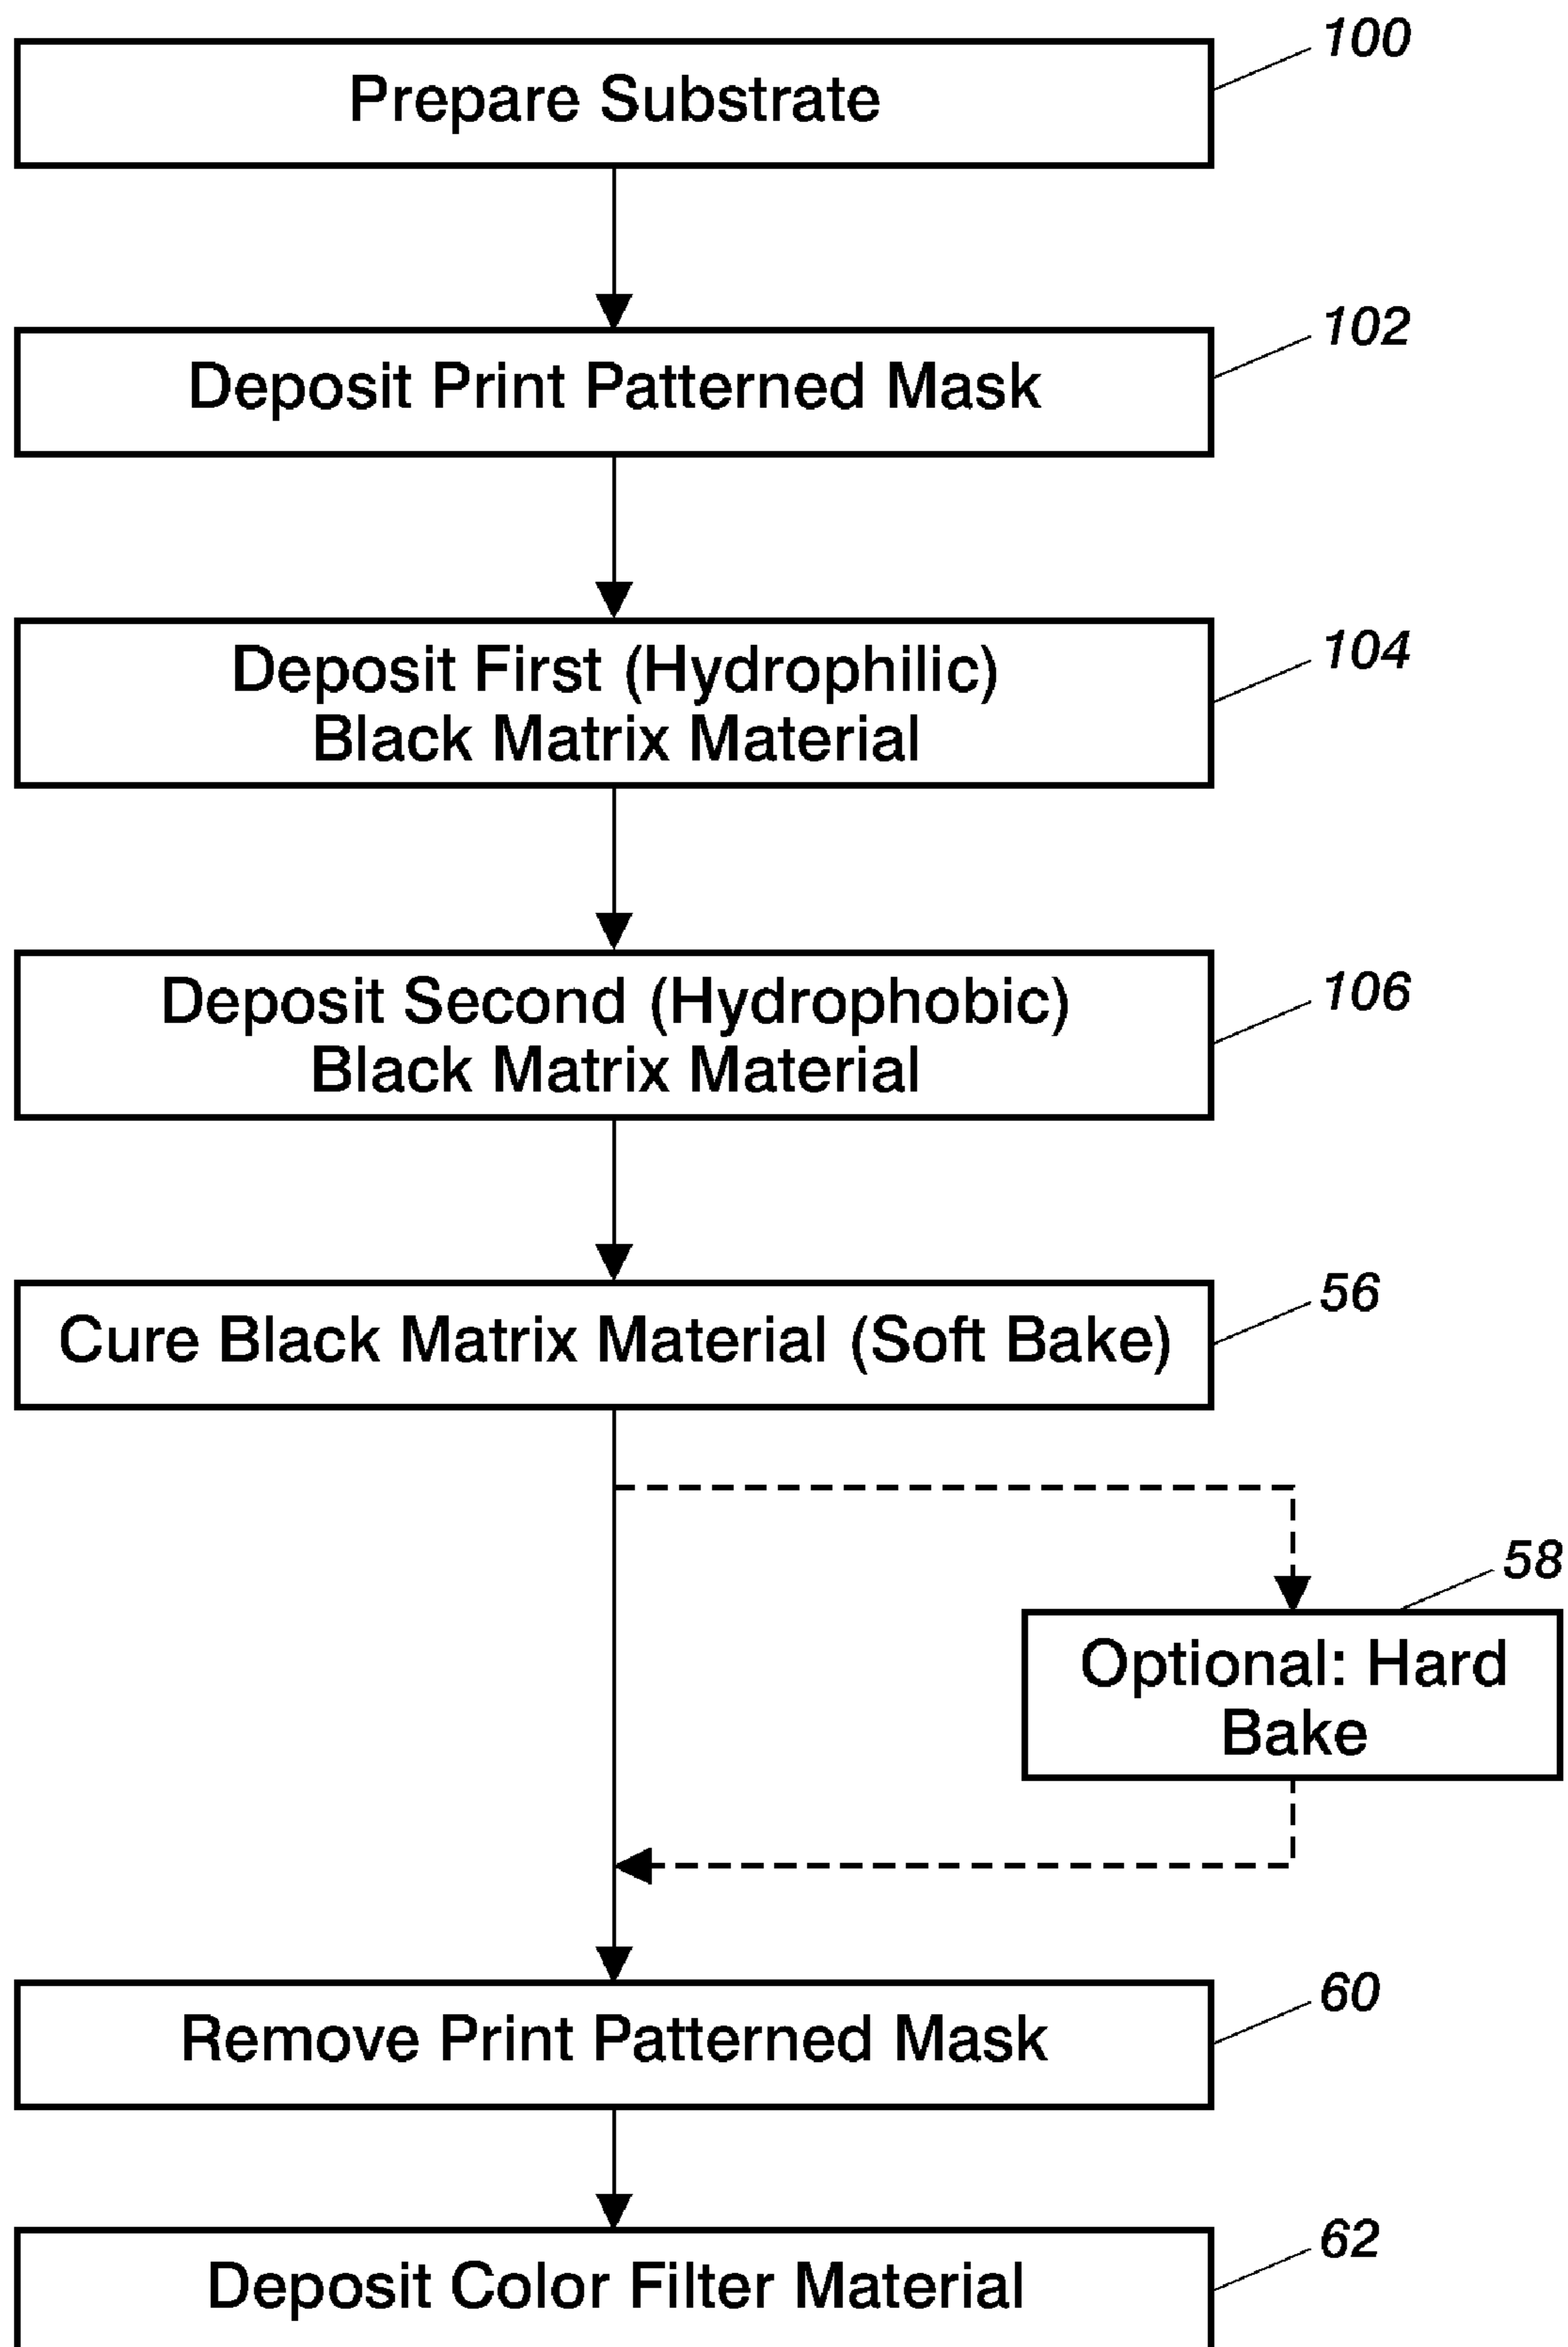 100
Prepare Substrate
102
Deposit Print Patterned Mask
104
Deposit First (Hydrophilic)
Black Matrix Material
106
Deposit Second (Hydrophobic)
Black Matrix Material
56
Cure Black Matrix Material (Soft Bake)
58
Optional: Hard
Bake
60
Remove Print Patterned Mask
62
Deposit Color Filter Material